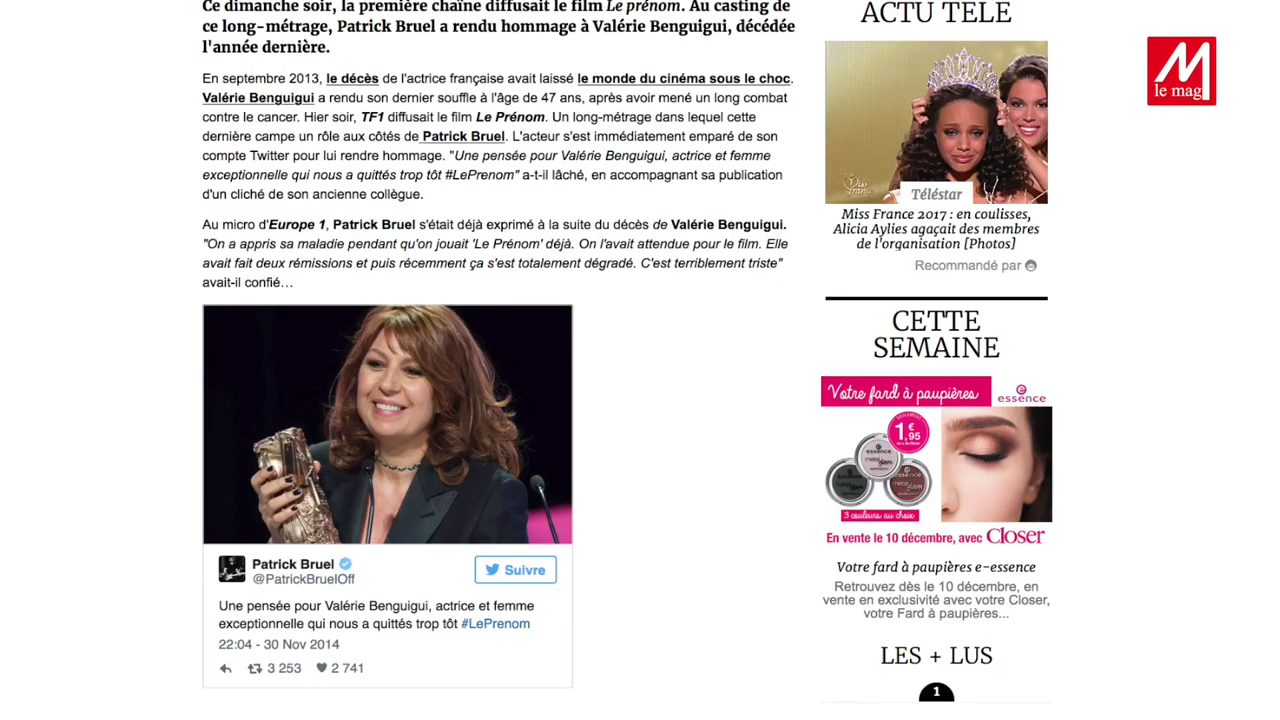 Ce dimanche soir, la première chaîne diffusait le film Le prénom. Au casting de
ce long-métrage, Patrick Bruel a rendu hommage à Valérie Benguigui, décédée
l'année dernière.
En septembre 2013, le décès de l'actrice française avait laissé le monde du cinéma sous le choc.
Valérie Benguigui a rendu son dernier souffle à l'âge de 47 ans, après avoir mené un long combat
contre le cancer. Hier soir, TF1 diffusait le film Le Prénom. Un long-métrage dans lequel cette
dernière campe un rôle aux côtés de Patrick Bruel. L'acteur s'est immédiatement emparé de son
compte Twitter pour lui rendre hommage. "Une pensée pour Valérie Benguigui, actrice et femme
exceptionnelle qui nous a quittés trop tôt #LePrenom" a-t-il lâché, en accompagnant sa publication
d'un cliché de son ancienne collègue.
Au micro d'Europe 1, Patrick Bruel s'était déjà exprimé à la suite du décès de Valérie Benguigui.
"On a appris sa maladie pendant qu'on jouait 'Le Prénom' déjà. On l'avait attendue pour le film. Elle
avait fait deux rémissions et puis récemment ça s'est totalement dégradé. C'est terriblement triste"
avait-il confié…
Patrick Bruel
@PatrickBruelOff
Suivre
Une pensée pour Valérie Benguigui, actrice et femme
exceptionnelle qui nous a quittés trop tôt #LePrenom
22:04 - 30 Nov 2014
3 253 2 741
ACTU TELE
Miss France
Téléstar
Miss France 2017 : en coulisses,
Alicia Aylies agaçait des membres
de l'organisation [Photos]
Recommandé par
CETTE
SEMAINE
Votre fard à paupières
essence
SEULEMENT
1€,95
essence
metal glam
3 couleurs au choix
En vente le 10 décembre, avec Closer
Votre fard à paupières e-essence
Retrouvez dès le 10 décembre, en
vente en exclusivité avec votre Closer,
votre Fard à paupières...
LES + LUS
1
M
le mag